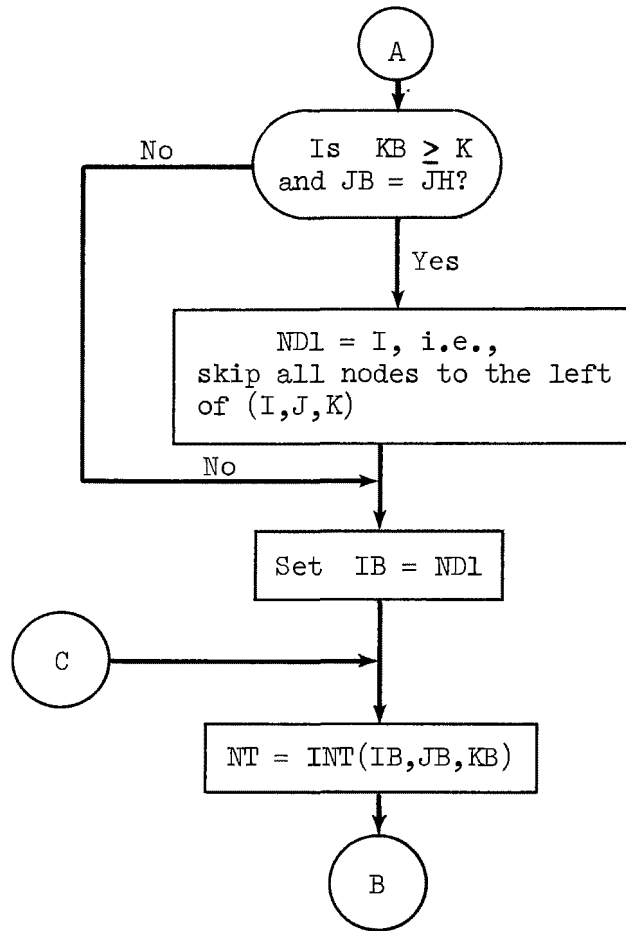 A
Is KB ≥ K
and JB = JH?
No
Yes
ND1 = I, i.e.,
skip all nodes to the left
of (I,J,K)
No
Set IB = ND1
C
NT = INT(IB,JB,KB)
B